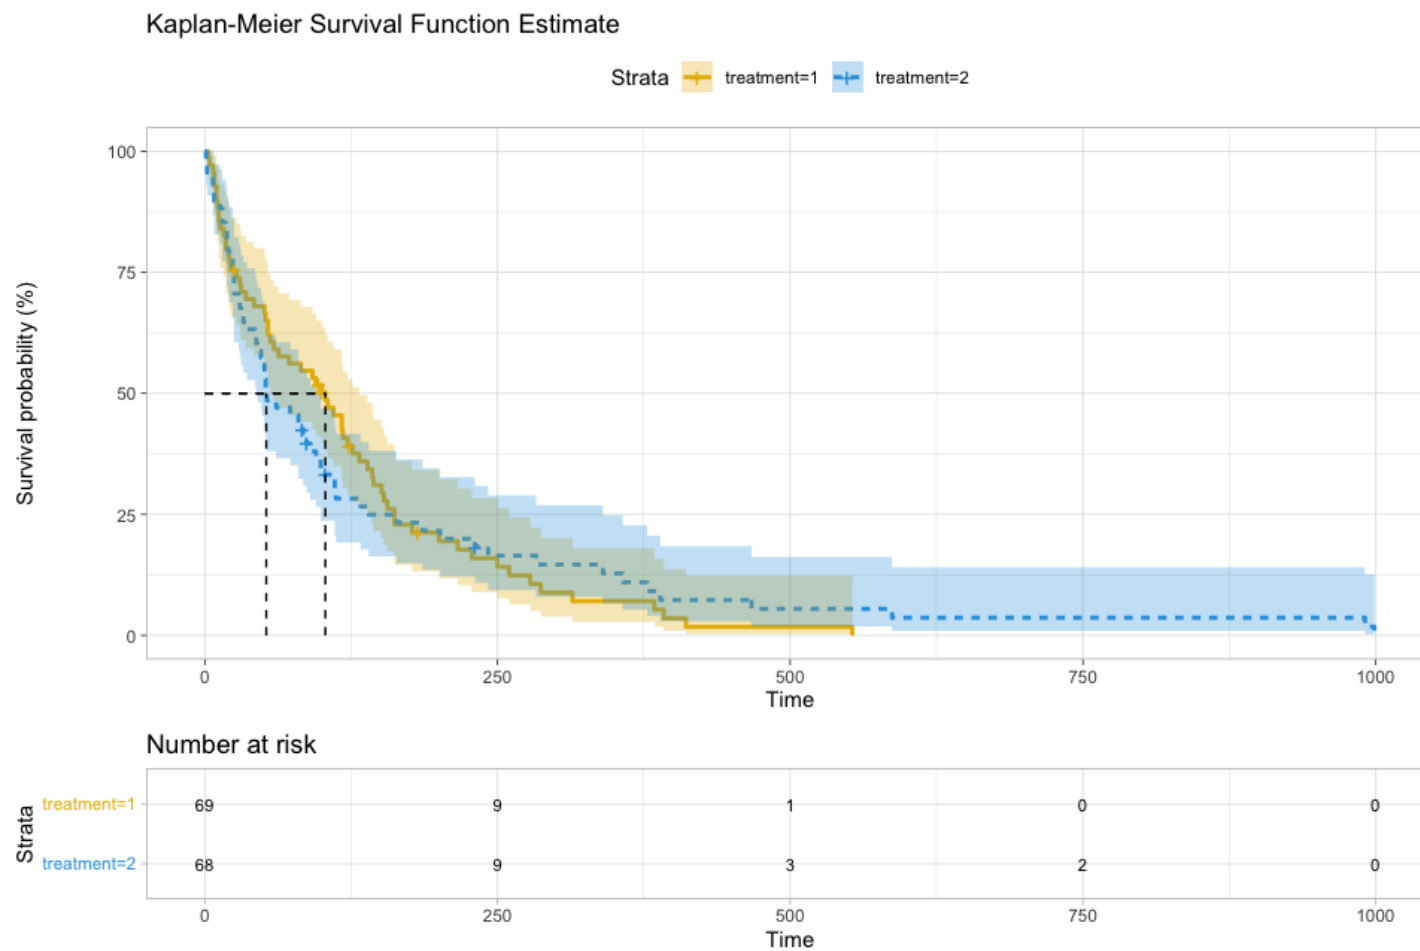 Kaplan-Meier Survival Function Estimate
Strata treatment=1 treatment=2
Survival probability (%)
100
75
50
25
0
0 250 500 750 1000
Time
Number at risk
Strata
treatment=1 69 9 1 0 0
treatment=2 68 9 3 2 0
0 250 500 750 1000
Time